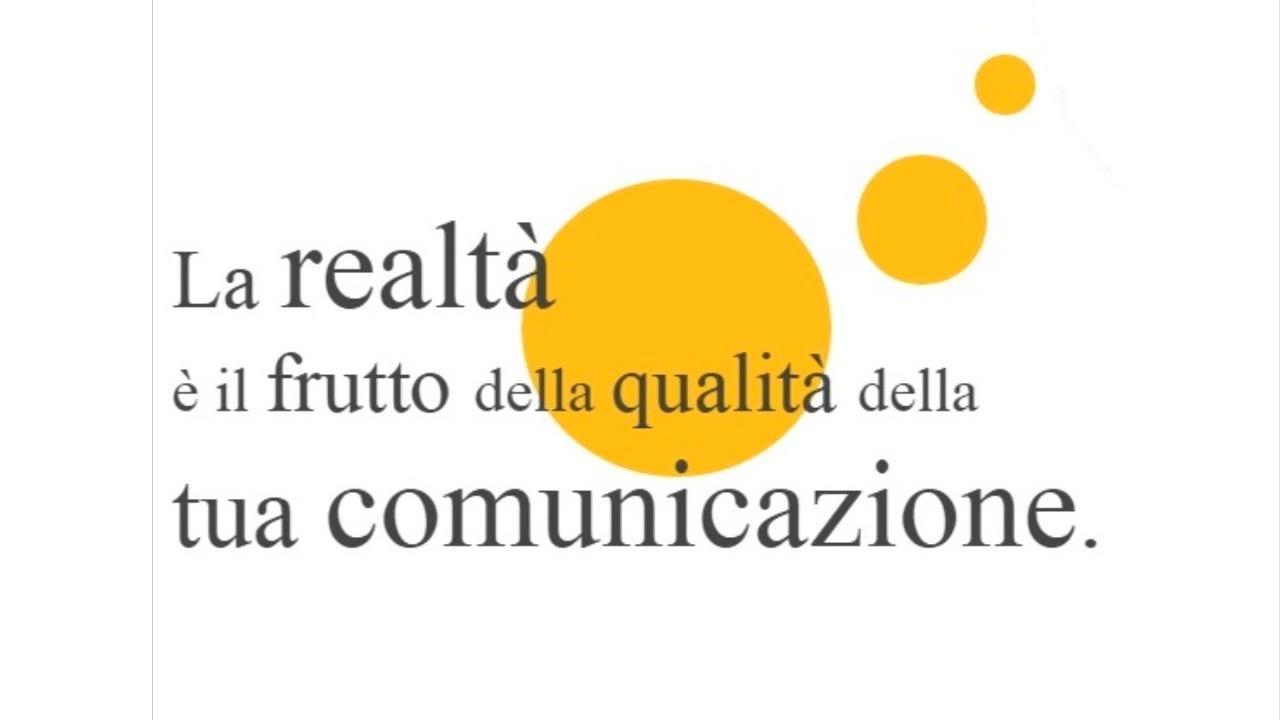 La realtà
è il frutto della qualità della
tua comunicazione.